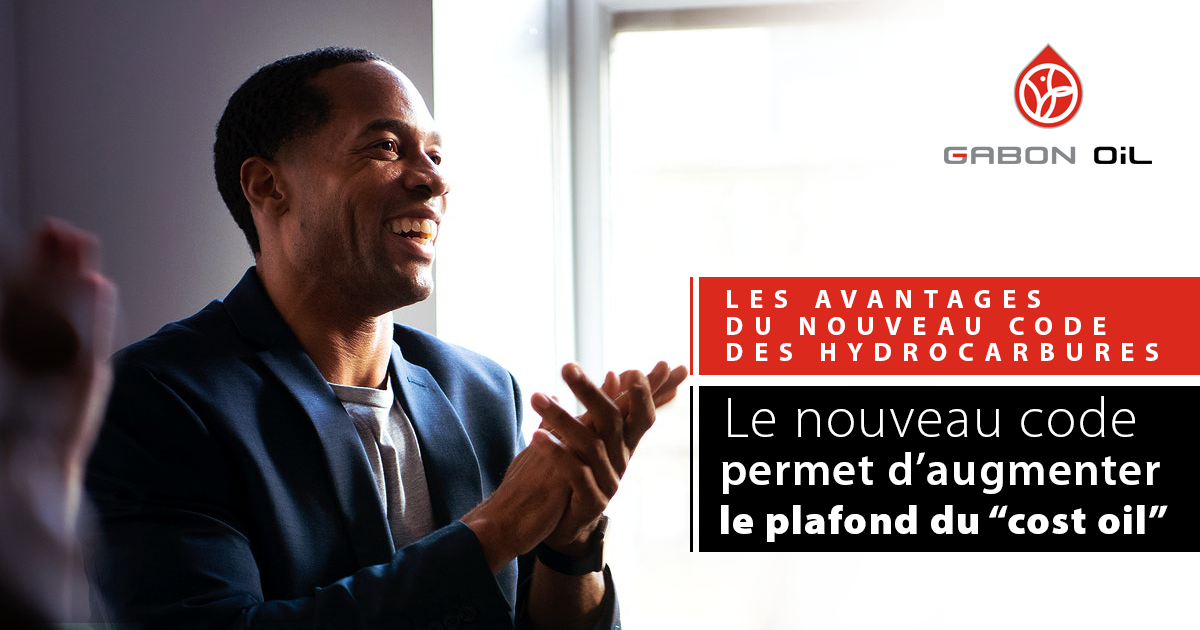 GABON OiL
LES AVANTAGES
DU NOUVEAU CODE
DES HYDROCARBURES
Le nouveau code
permet d’augmenter
le plafond du “cost oil”